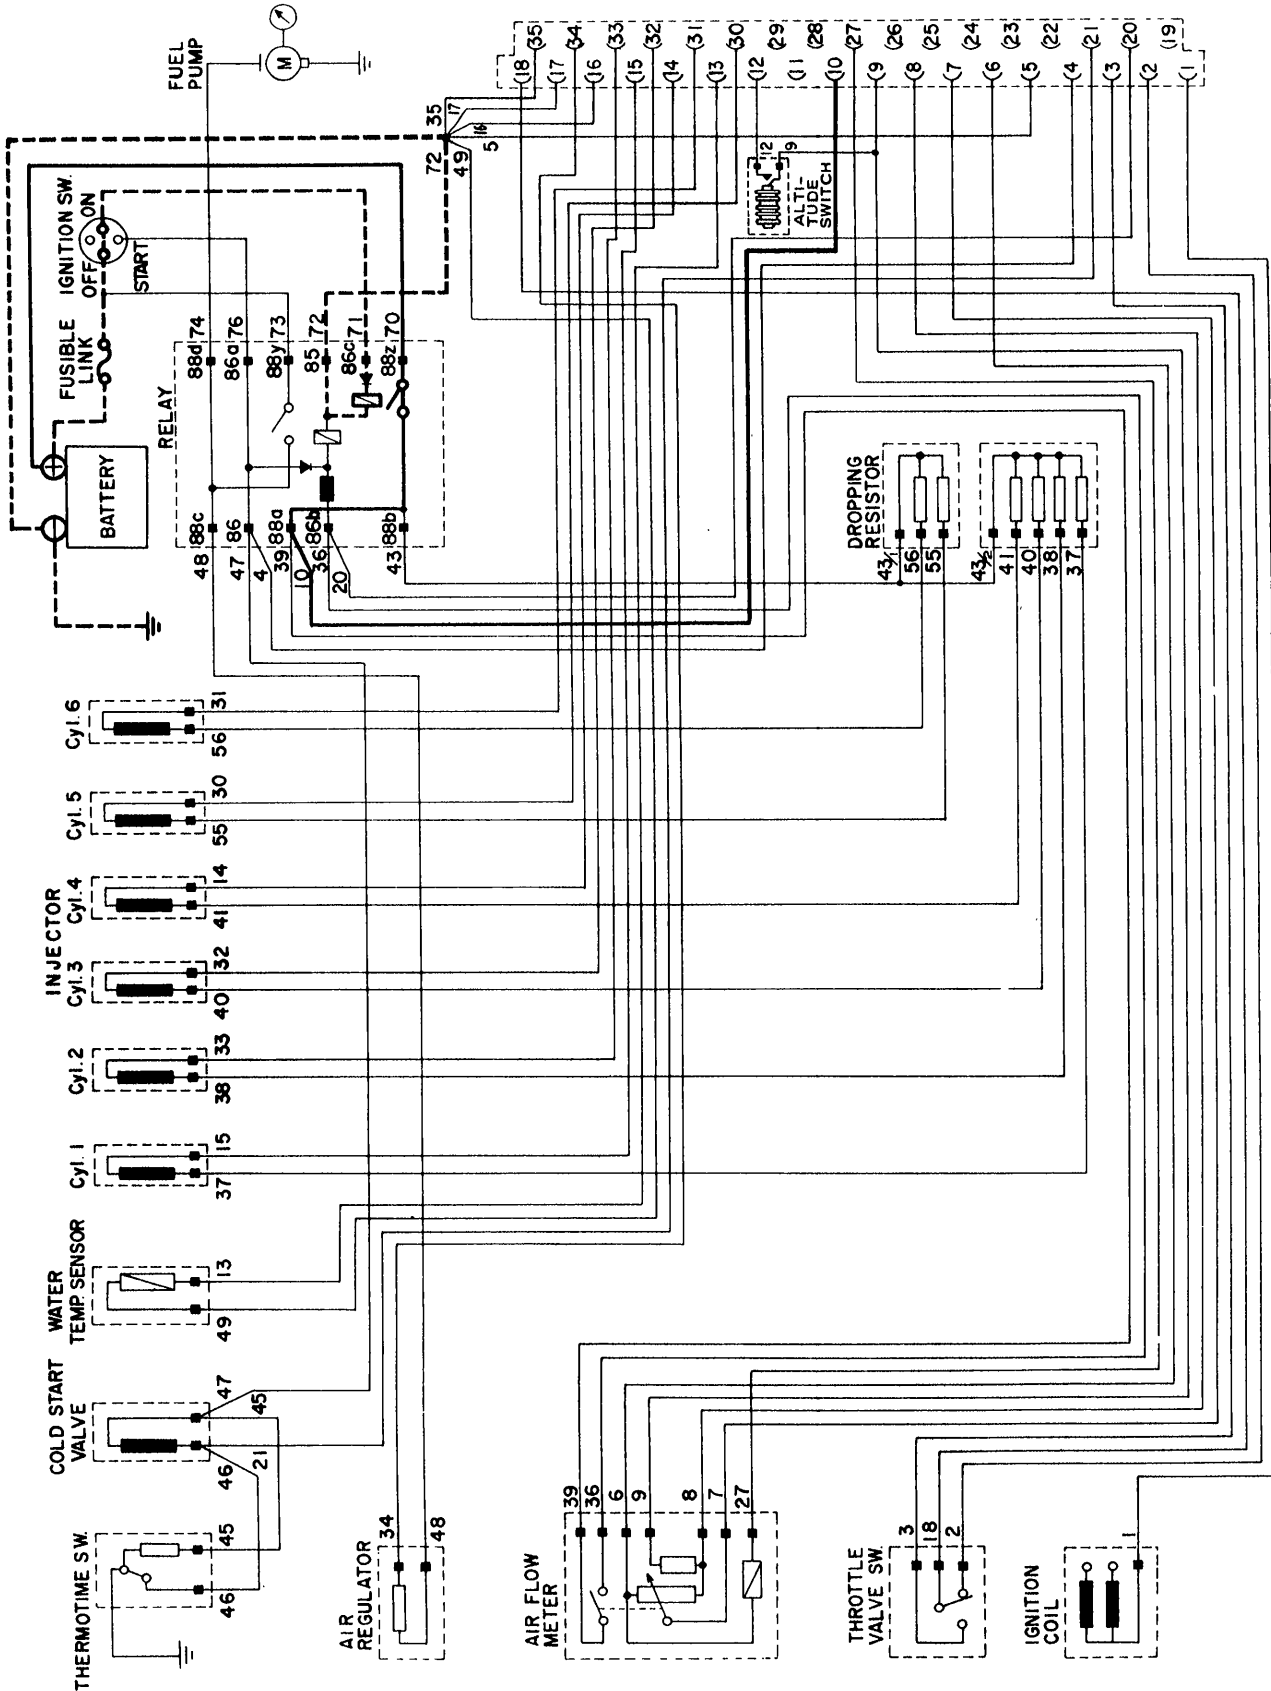 FUEL
PUMP
M
FUSIBLE
LINK
IGNITION SW.
OFF
ON
START
BATTERY
RELAY
88d 74
86a 76
88y 73
85 72
86c 71
88z 70
88c
86
88a
86b
88b
48
47
4
39
10
36
20
43
72
35
17
16
5
49
(35
(34
(33
(32
(31
(30
(29
(28
(27
(26
(25
(24
(23
(22
(21
(20
(19
(18
(17
(16
(15
(14
(13
(12
(11
(10
(9
(8
(7
(6
(5
(4
(3
(2
(1
12
9
ALTI-
TUDE
SWITCH
DROPPING
RESISTOR
43/1
56
55
43/2
41
40
38
37
INJECTOR
Cyl. 6
31
56
Cyl. 5
30
55
Cyl. 4
14
41
Cyl. 3
32
40
Cyl. 2
33
38
Cyl. 1
15
37
WATER
TEMP. SENSOR
13
49
COLD START
VALVE
47
45
46
21
THERMOTIME SW.
45
46
AIR
REGULATOR
34
48
AIR FLOW
METER
39
36
6
9
8
7
27
THROTTLE
VALVE SW.
3
18
2
IGNITION
COIL
1